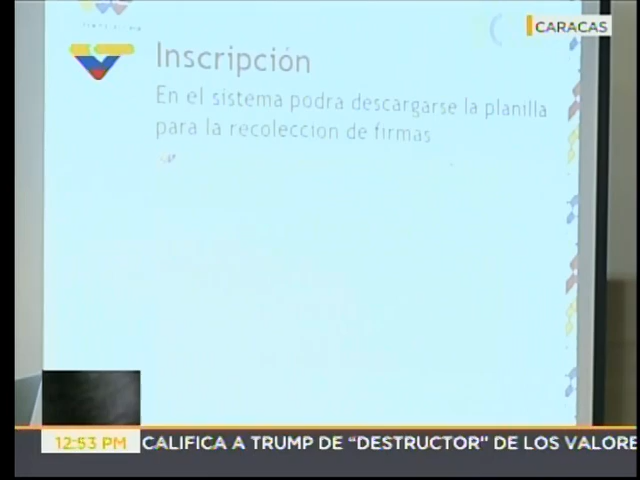 CARACAS
Inscripción
En el sistema podra descargarse la planilla
para la recoleccion de firmas
12:53 PM
CALIFICA A TRUMP DE “DESTRUCTOR” DE LOS VALORE